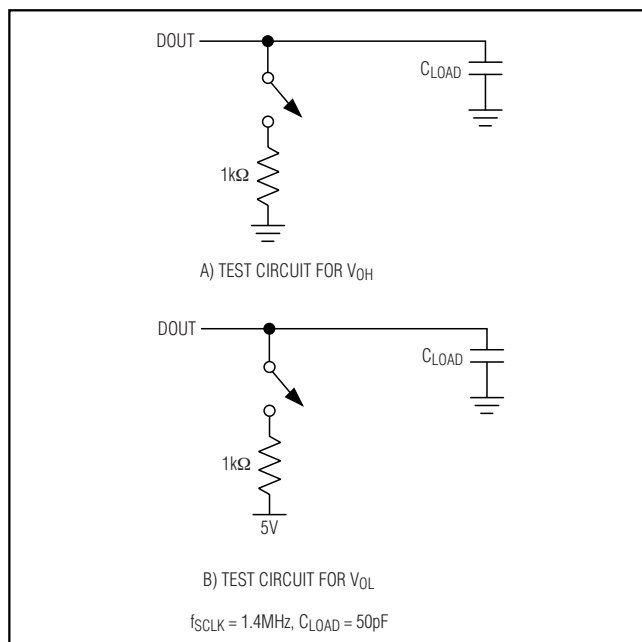 DOUT
CLOAD
1kΩ
A) TEST CIRCUIT FOR VOH
DOUT
CLOAD
1kΩ
5V
B) TEST CIRCUIT FOR VOL
fSCLK = 1.4MHz, CLOAD = 50pF